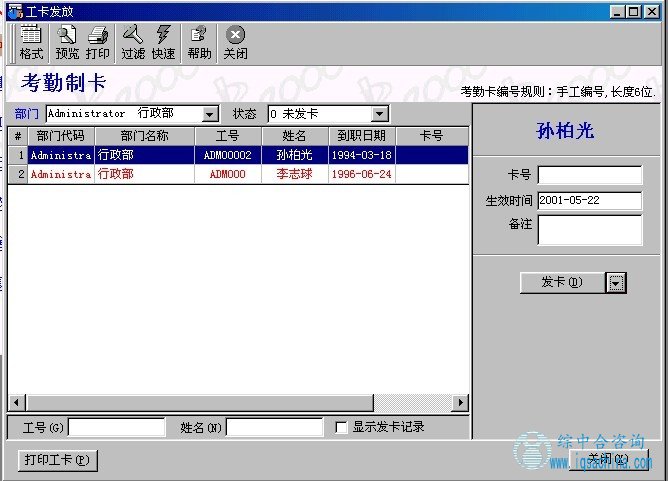 工卡发放
格式 预览 打印 过滤 快速 帮助 关闭
考勤制卡
考勤卡编号规则：手工编号, 长度6位.
部门 Administrator 行政部 状态 0 未发卡
# 部门代码 部门名称 工号 姓名 到职日期 卡号
1 Administra 行政部 ADM00002 孙柏光 1994-03-18
2 Administra 行政部 ADM000 李志球 1996-06-24
孙柏光
卡号
生效时间 2001-05-22
备注
发卡(D)
工号(G) 姓名(N) 显示发卡记录
打印工卡(P) 关闭(X)
综中合咨询